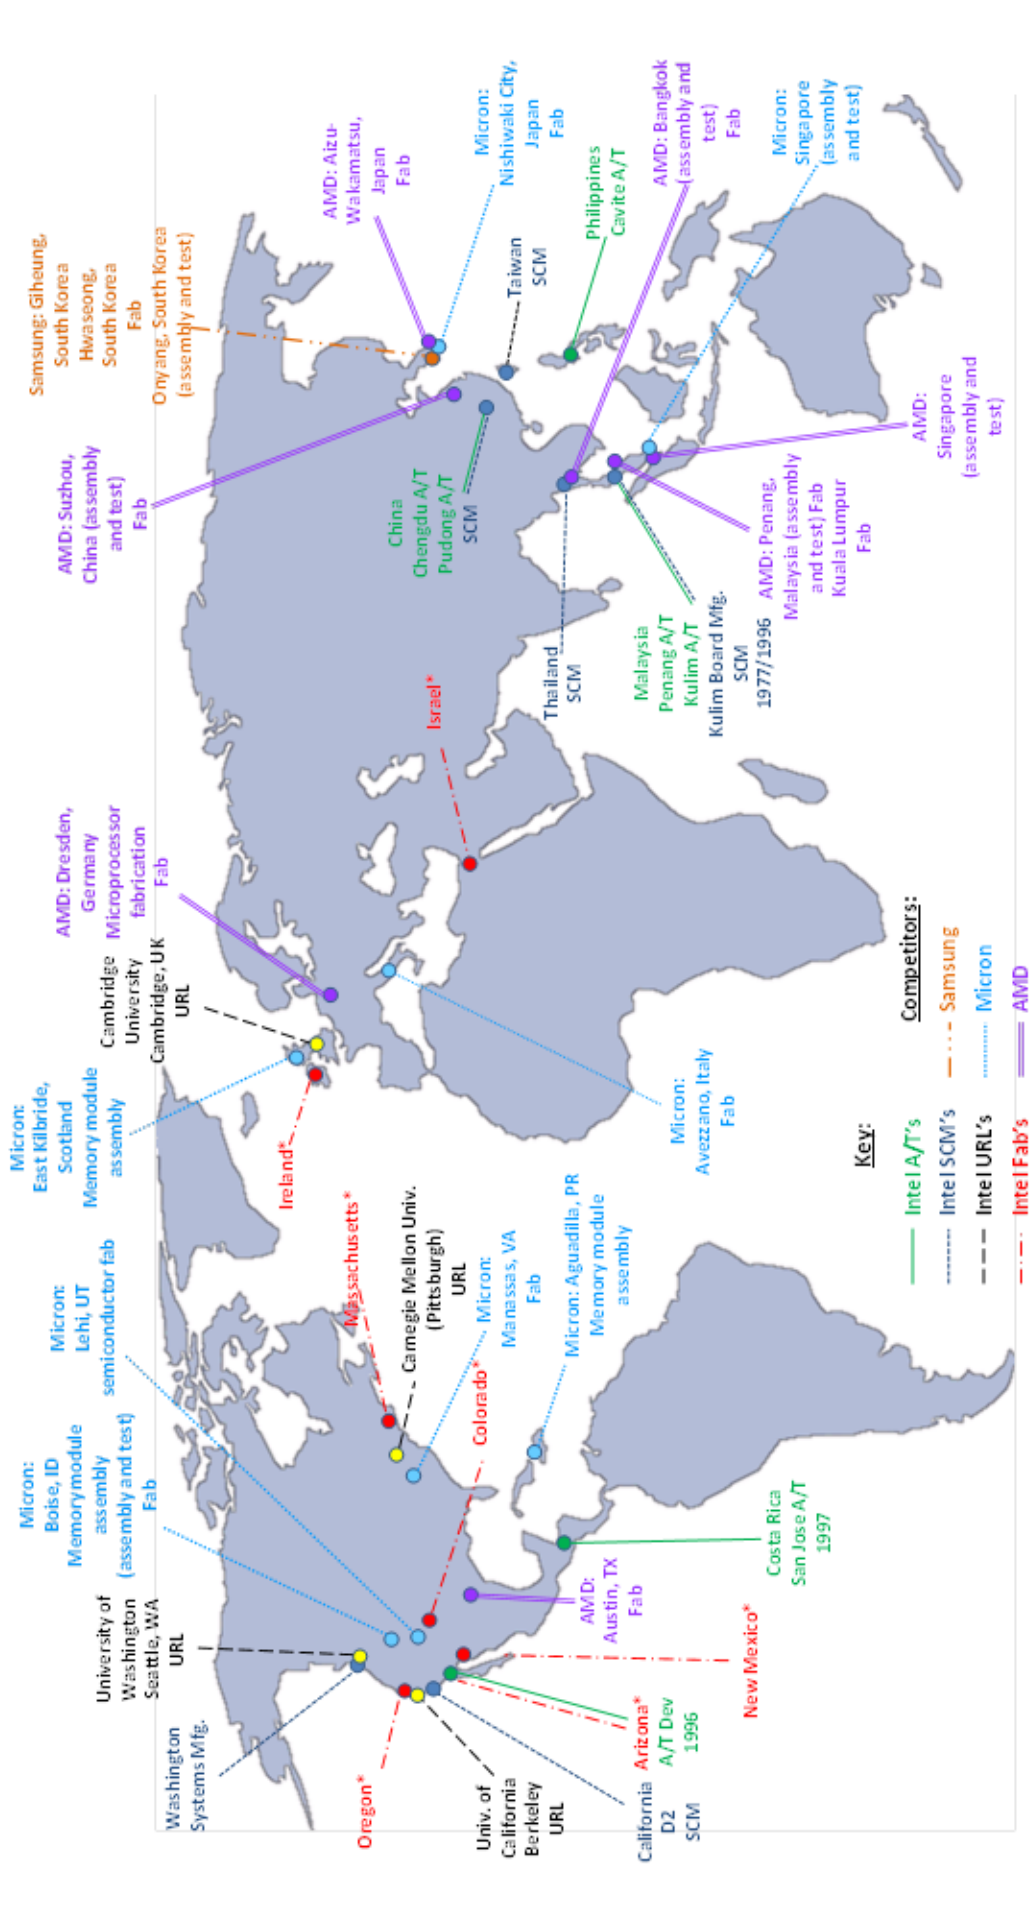 Micron:
Boise, ID
Memory module
assembly
(assembly and test)
Fab
Micron:
Lehi, UT
semiconductor fab
Micron:
East Kilbride,
Scotland
Memory module
assembly
Cambridge
University
Cambridge, UK
URL
AMD: Dresden,
Germany
Microprocessor
fabrication
Fab
AMD: Suzhou,
China (assembly
and test)
Fab
Samsung: Giheung,
South Korea
Hwaseong,
South Korea
Fab
Onyang, South Korea
(assembly and test)
AMD: Aizu-
Wakamatsu,
Japan
Fab
Micron:
Nishiwaki City,
Japan
Fab
University of
Washington
Seattle, WA
URL
Washington
Systems Mfg.
Oregon*
Univ. of
California
Berkeley
URL
California
D2
SCM
Arizona*
A/T Dev
1996
New Mexico*
AMD:
Austin, TX
Fab
Costa Rica
San Jose A/T
1997
Colorado*
Massachusetts*
Carnegie Mellon Univ.
(Pittsburgh)
URL
Micron:
Manassas, VA
Fab
Micron: Aguadilla, PR
Memory module
assembly
Ireland*
Micron:
Avezzano, Italy
Fab
Israel*
China
Chengdu A/T
Pudong A/T
SCM
Taiwan
SCM
Philippines
Cavite A/T
Thailand
SCM
Malaysia
Penang A/T
Kulim A/T
Kulim Board Mfg.
SCM
1977/1996
AMD: Penang,
Malaysia (assembly
and test) Fab
Kuala Lumpur
Fab
AMD: Bangkok
(assembly and
test)
Fab
Micron:
Singapore
(assembly
and test)
AMD:
Singapore
(assembly and
test)
Key:
Intel A/T's
Intel SCM's
Intel URL's
Intel Fab's
Competitors:
Samsung
Micron
AMD